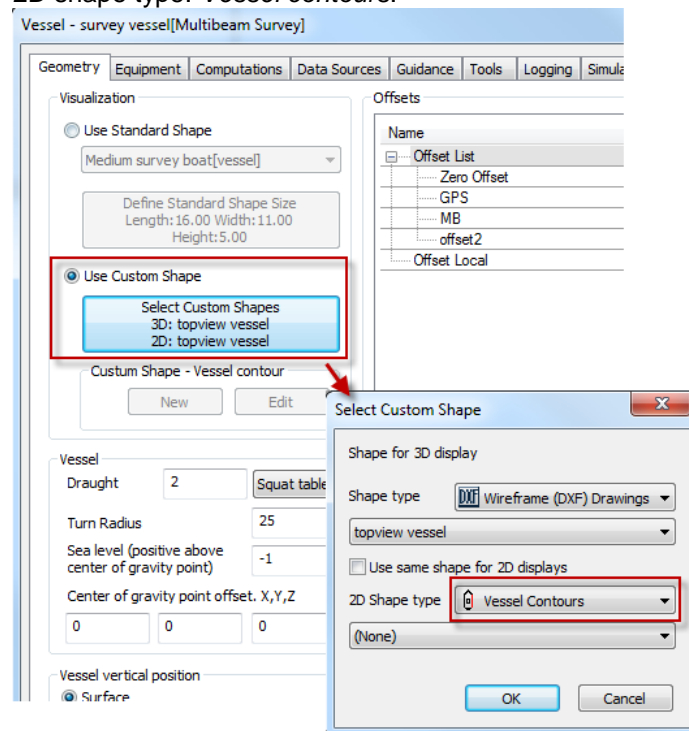 2D shape type: Vessel contours.
Vessel - survey vessel[Multibeam Survey]
Geometry Equipment Computations Data Sources Guidance Tools Logging
Visualization
Use Standard Shape
Medium survey boat[vessel]
Define Standard Shape Size
Length:16.00 Width:11.00
Height:5.00
Use Custom Shape
Select Custom Shapes
3D: topview vessel
2D: topview vessel
Custum Shape - Vessel contour
New Edit
Offsets
Name
Offset List
Zero Offset
GPS
MB
offset2
Offset Local
Vessel
Draught 2 Squat table
Turn Radius 25
Sea level (positive above
center of gravity point) -1
Center of gravity point offset. X,Y,Z
0 0 0
Vessel vertical position
Surface
Select Custom Shape
Shape for 3D display
Shape type DXF Wireframe (DXF) Drawings
topview vessel
Use same shape for 2D displays
2D Shape type Vessel Contours
(None)
OK Cancel